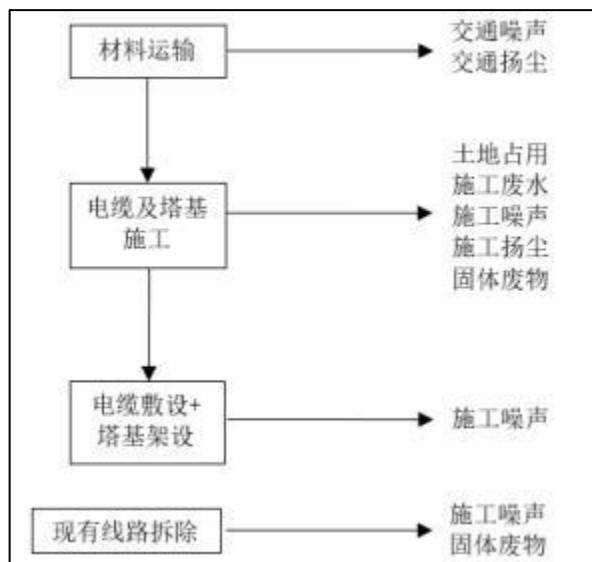 材料运输
交通噪声
交通扬尘
电缆及塔基
施工
土地占用
施工废水
施工噪声
施工扬尘
固体废物
电缆敷设+
塔基架设
施工噪声
现有线路拆除
施工噪声
固体废物